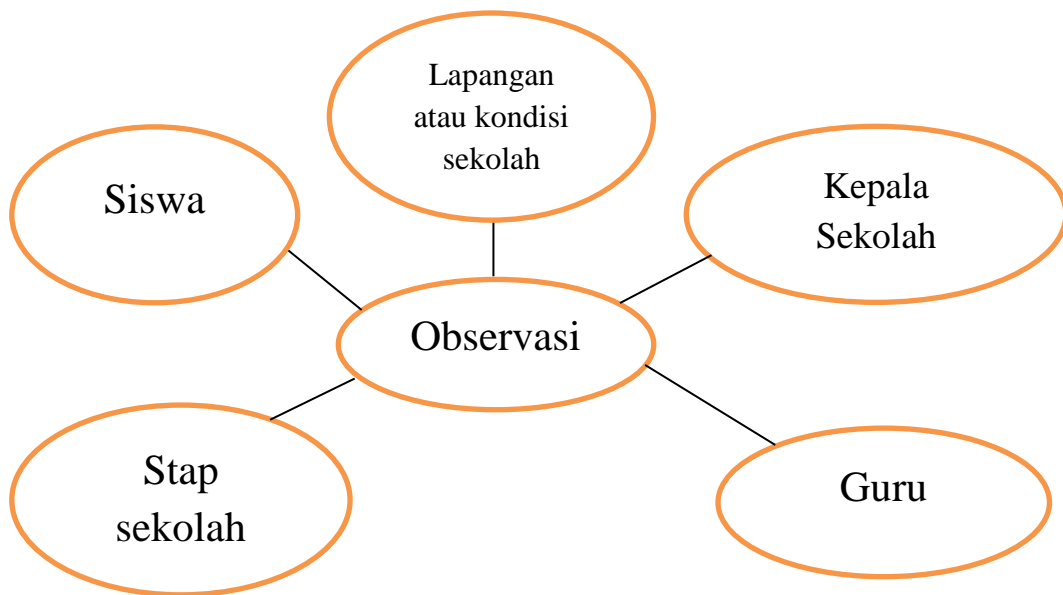 Lapangan
atau kondisi
sekolah
Siswa
Kepala
Sekolah
Observasi
Stap
sekolah
Guru